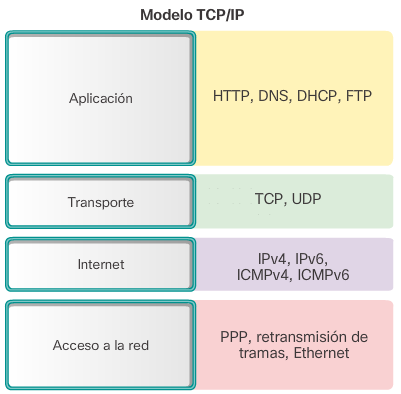 Modelo TCP/IP
Aplicación
HTTP, DNS, DHCP, FTP
Transporte
TCP, UDP
Internet
IPv4, IPv6,
ICMPv4, ICMPv6
Acceso a la red
PPP, retransmisión de
tramas, Ethernet